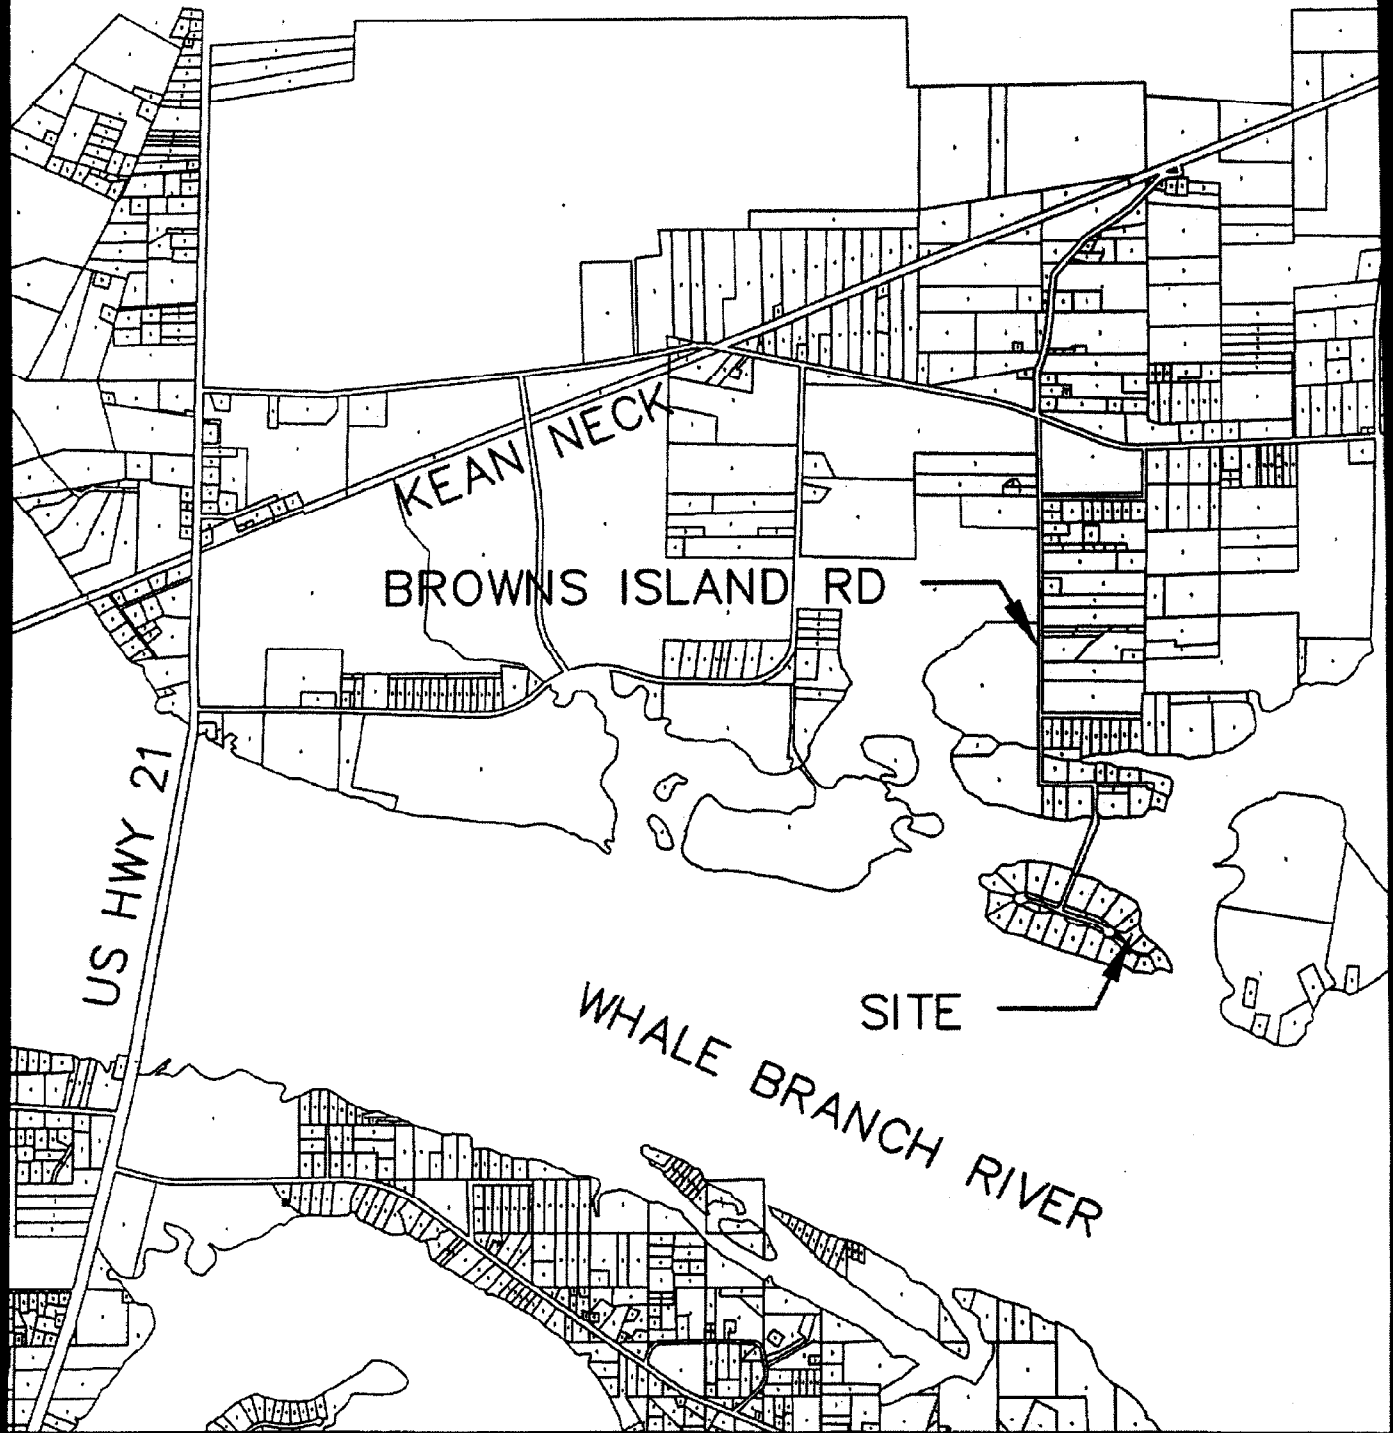 KEAN NECK
BROWNS ISLAND RD
US HWY 21
SITE
WHALE BRANCH RIVER